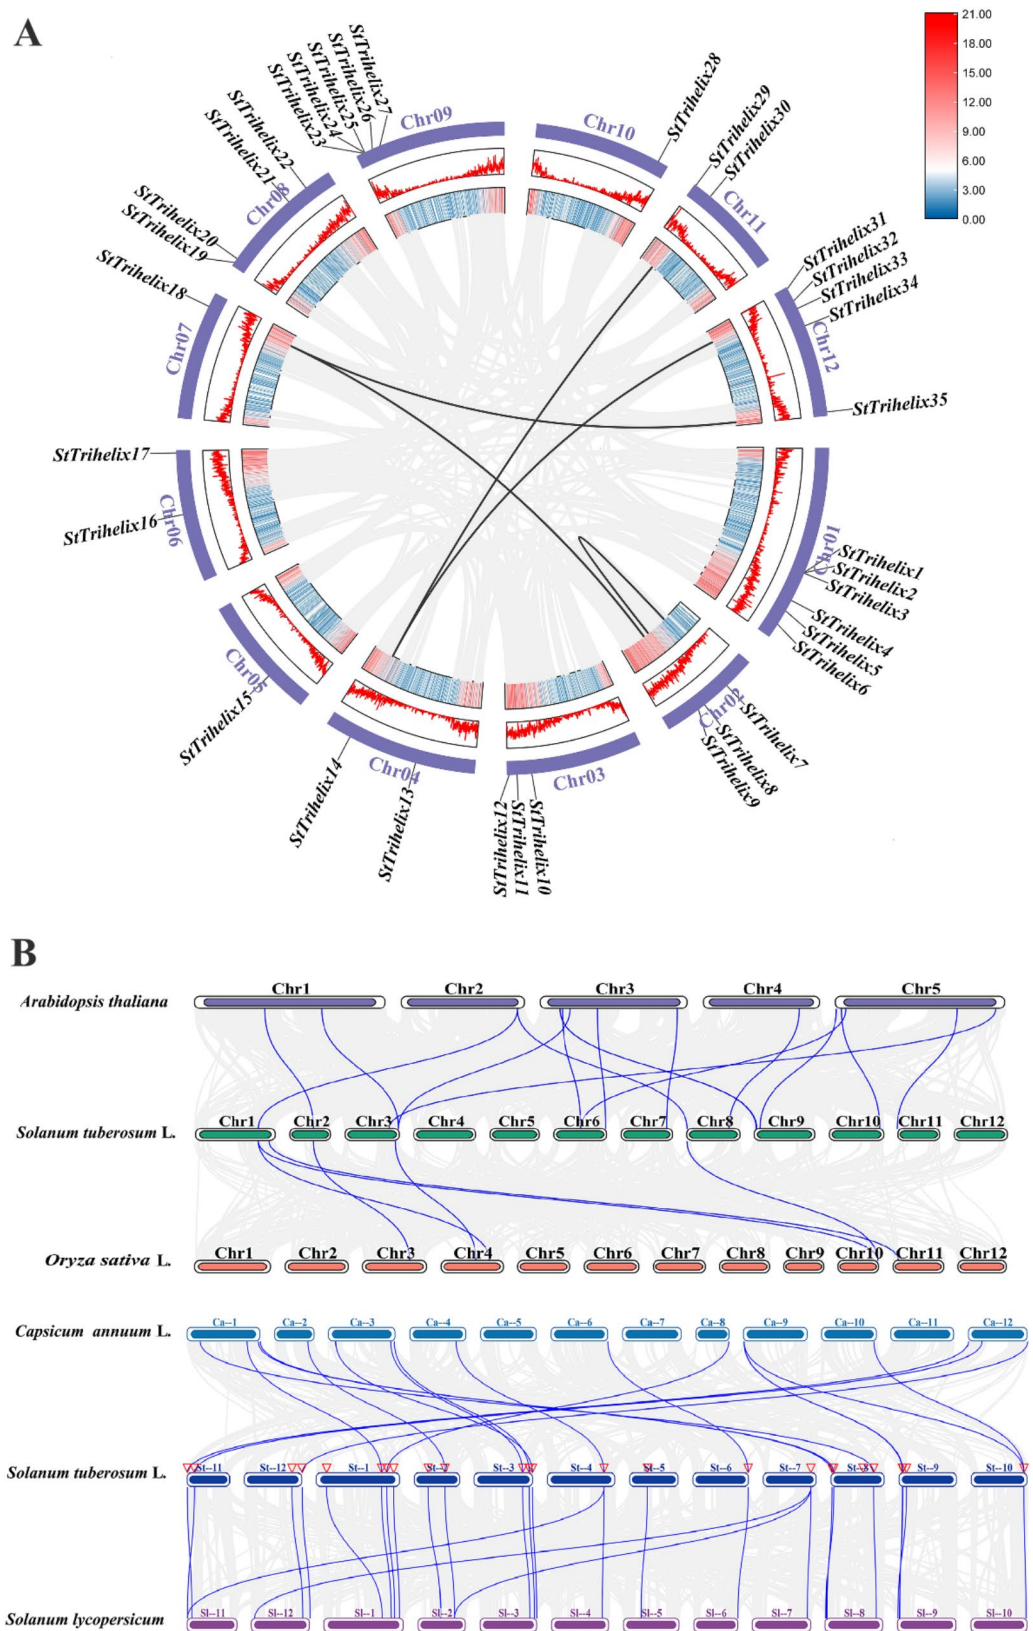 A
21.00
18.00
15.00
12.00
9.00
6.00
3.00
0.00
StTrihelix27
StTrihelix26
StTrihelix25
StTrihelix24
StTrihelix23
Chr09
Chr10
StTrihelix28
StTrihelix29
StTrihelix30
Chr11
StTrihelix22
StTrihelix21
Chr08
StTrihelix20
StTrihelix19
StTrihelix18
Chr07
StTrihelix31
StTrihelix32
StTrihelix33
StTrihelix34
Chr12
StTrihelix35
StTrihelix17
StTrihelix16
Chr06
Chr01
StTrihelix1
StTrihelix2
StTrihelix3
StTrihelix4
StTrihelix5
StTrihelix6
Chr05
StTrihelix15
Chr02
StTrihelix7
StTrihelix8
StTrihelix9
StTrihelix14
Chr04
StTrihelix13
Chr03
StTrihelix12
StTrihelix11
StTrihelix10
B
Arabidopsis thaliana Chr1 Chr2 Chr3 Chr4 Chr5
Solanum tuberosum L. Chr1 Chr2 Chr3 Chr4 Chr5 Chr6 Chr7 Chr8 Chr9 Chr10 Chr11 Chr12
Oryza sativa L. Chr1 Chr2 Chr3 Chr4 Chr5 Chr6 Chr7 Chr8 Chr9 Chr10 Chr11 Chr12
Capsicum annuum L. Ca--1 Ca--2 Ca--3 Ca--4 Ca--5 Ca--6 Ca--7 Ca--8 Ca--9 Ca--10 Ca--11 Ca--12
Solanum tuberosum L. St--11 St--12 St--1 St--2 St--3 St--4 St--5 St--6 St--7 St--8 St--9 St--10
Solanum lycopersicum Sl--11 Sl--12 Sl--1 Sl--2 Sl--3 Sl--4 Sl--5 Sl--6 Sl--7 Sl--8 Sl--9 Sl--10